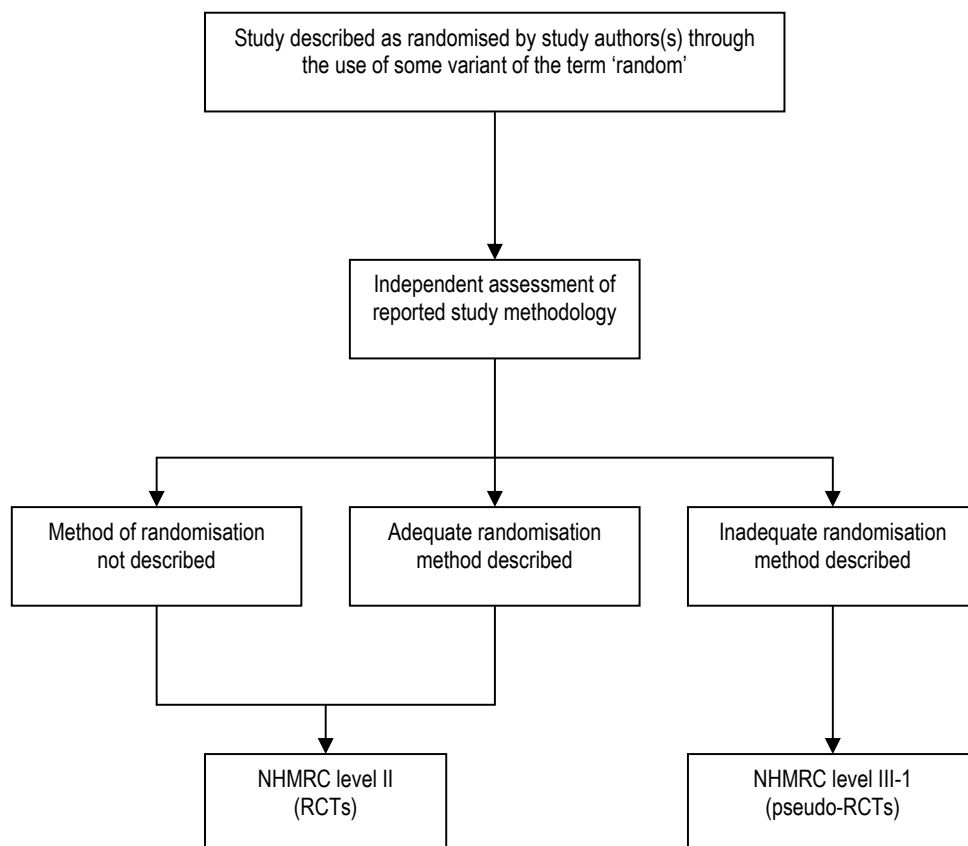 Study described as randomised by study authors(s) through
the use of some variant of the term ‘random’
Independent assessment of
reported study methodology
Method of randomisation
not described
Adequate randomisation
method described
Inadequate randomisation
method described
NHMRC level II
(RCTs)
NHMRC level III-1
(pseudo-RCTs)